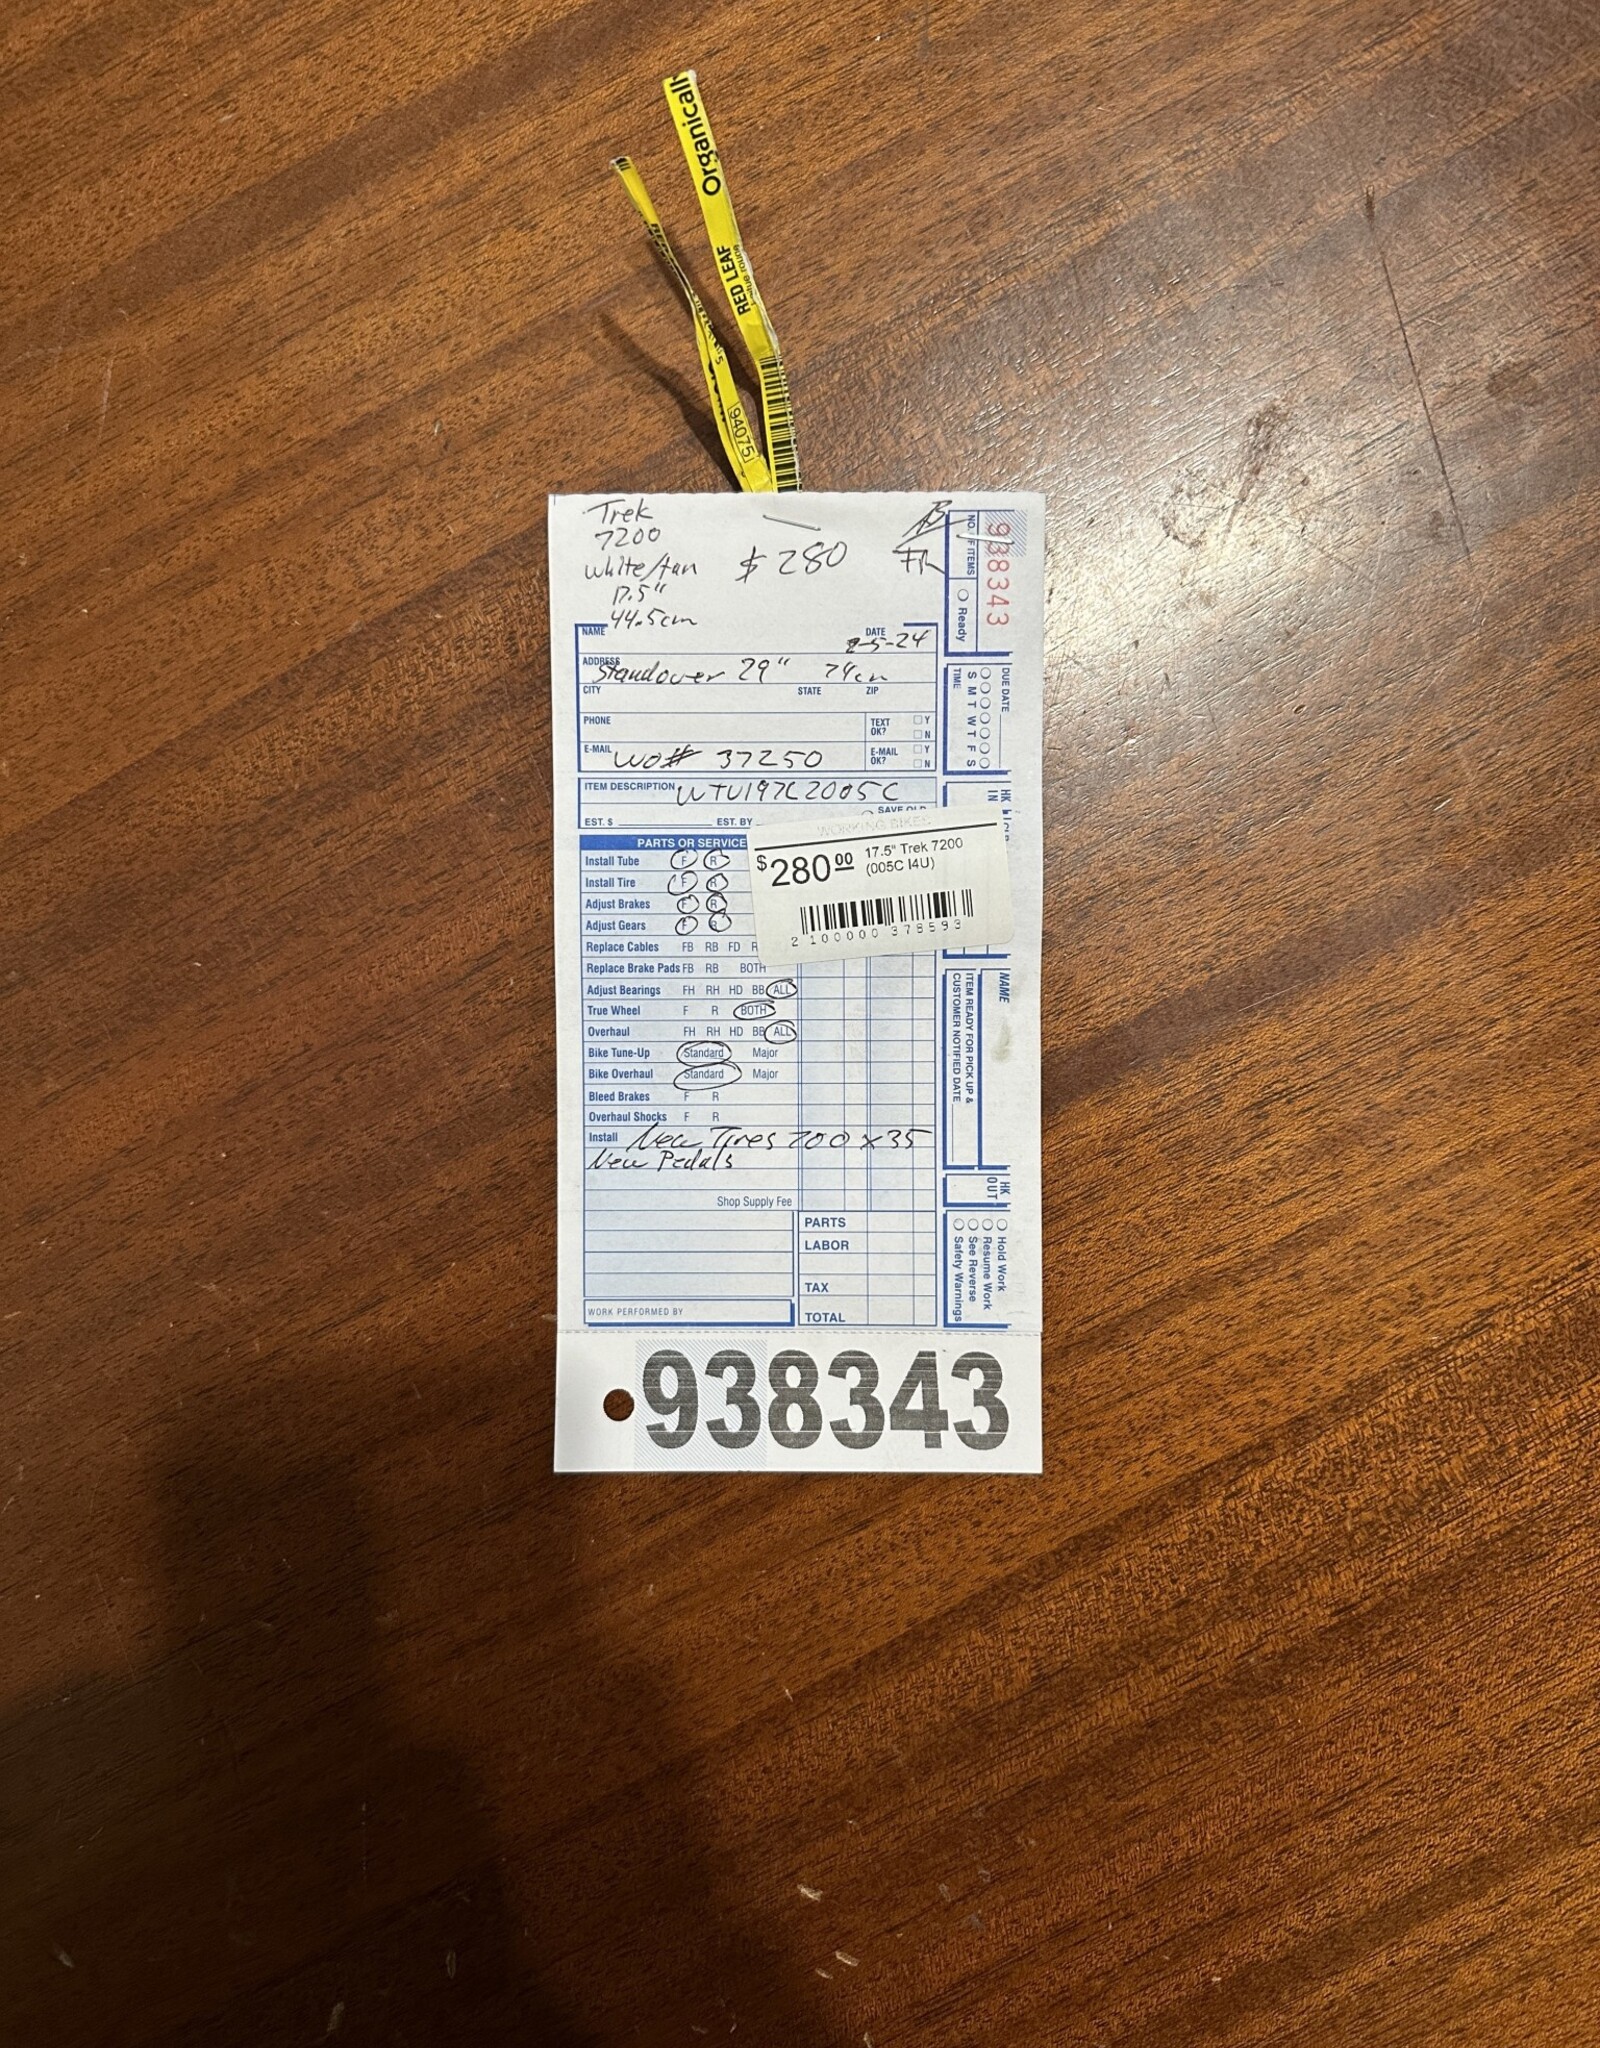 Organically
RED LEAF
94075
Trek
7200
white/tan
17.5"
44.5cm
$280
FR
938343
NO. OF ITEMS
Ready
NAME
DATE 2-5-24
ADDRESS Standover 29" 74cm
CITY STATE ZIP
PHONE TEXT OK? Y N
E-MAIL WO# 37250 E-MAIL OK? Y N
DUE DATE
S M T W T F S
TIME
ITEM DESCRIPTION WTU197C2005C
EST. $ EST. BY SAVE OLD
HK IN
PARTS OR SERVICE
WORKING BIKES
$280.00 17.5" Trek 7200
(005C I4U)
2 100000 378593
Install Tube F R
Install Tire F R
Adjust Brakes F R
Adjust Gears F R
Replace Cables FB RB FD
Replace Brake Pads FB RB BOTH
Adjust Bearings FH RH HD BB ALL
True Wheel F R BOTH
Overhaul FH RH HD BB ALL
Bike Tune-Up Standard Major
Bike Overhaul Standard Major
Bleed Brakes F R
Overhaul Shocks F R
Install New Tires 700 x 35
New Pedals
Shop Supply Fee
PARTS
LABOR
TAX
TOTAL
WORK PERFORMED BY
NAME
ITEM READY FOR PICK UP &
CUSTOMER NOTIFIED DATE
HK OUT
Hold Work
Resume Work
See Reverse
Safety Warnings
938343